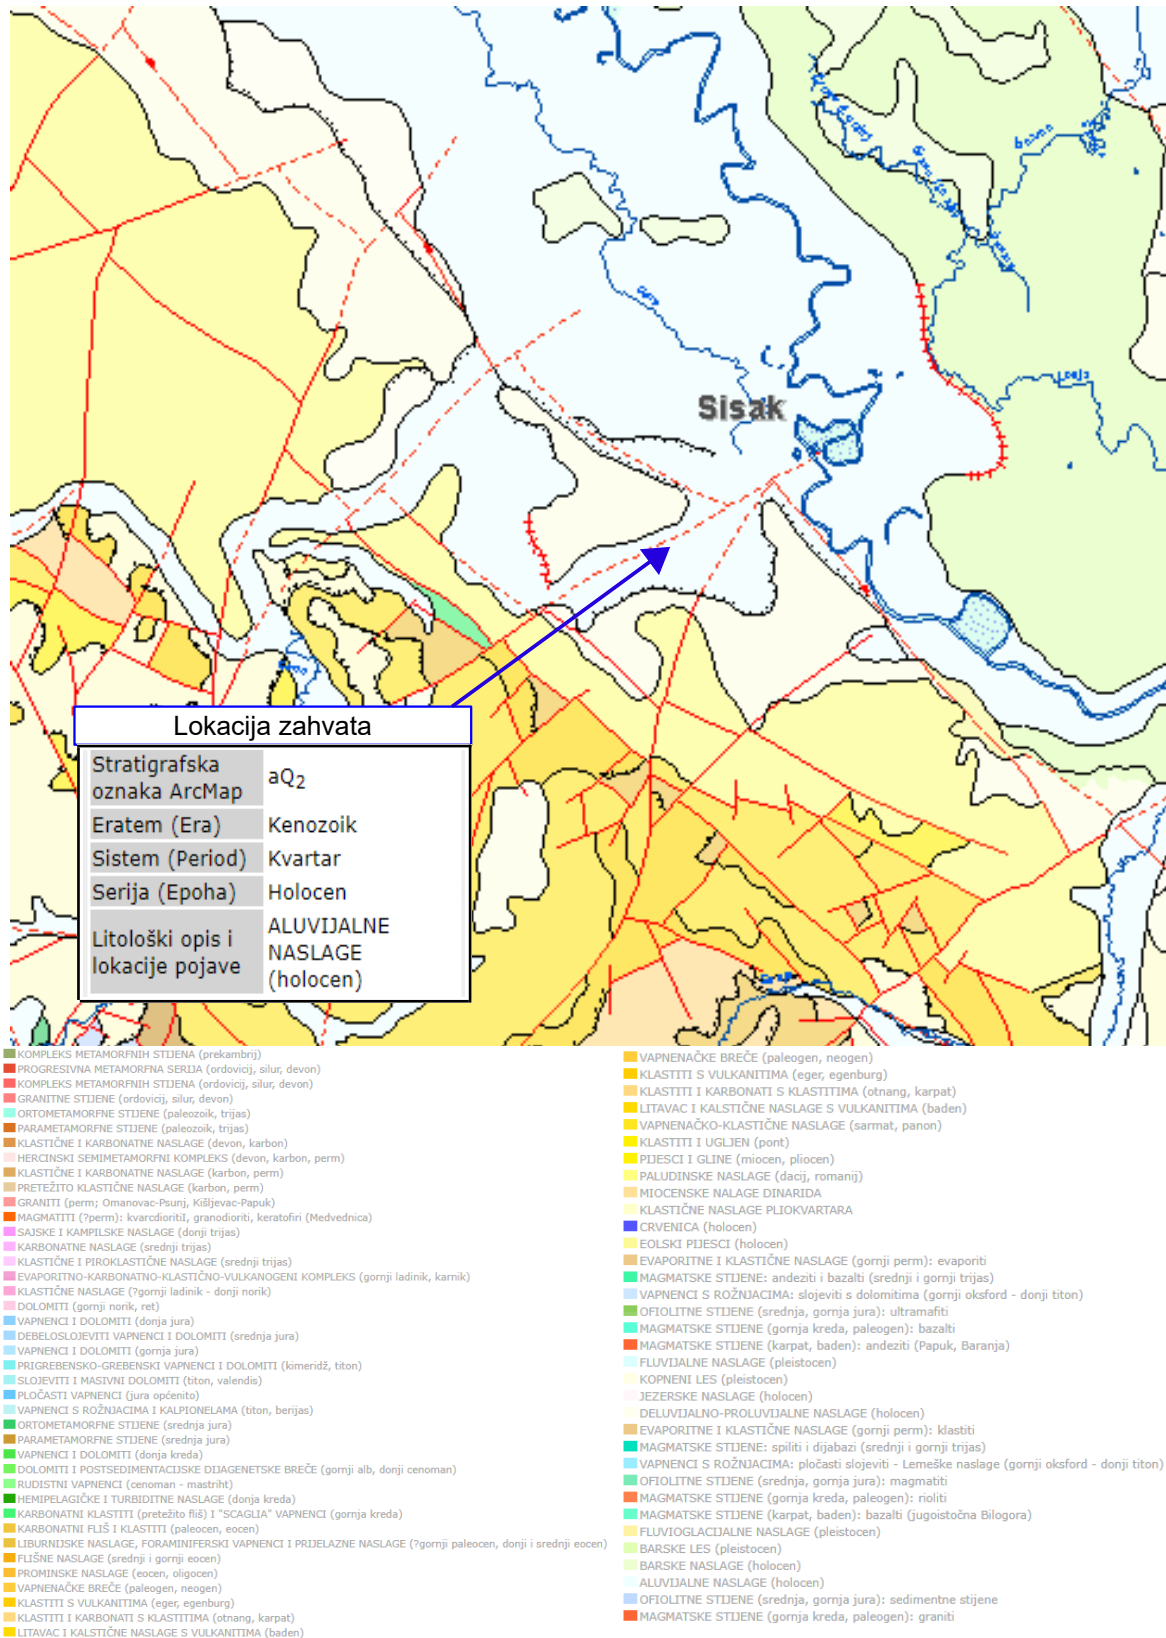 Sisak
Lokacija zahvata
Stratigrafska
oznaka ArcMap
aQ2
Eratem (Era)
Kenozoik
Sistem (Period)
Kvartar
Serija (Epoha)
Holocen
Litološki opis i
lokacije pojave
ALUVIJALNE
NASLAGE
(holocen)
KOMPLEKS METAMORFNIH STIJENA (prekambrij)
PROGRESIVNA METAMORFNA SERIJA (ordovicij, silur, devon)
KOMPLEKS METAMORFNIH STIJENA (ordovicij, silur, devon)
GRANITNE STIJENE (ordovicij, silur, devon)
ORTOMETAMORFNE STIJENE (paleozoik, trijas)
PARAMETAMORFNE STIJENE (paleozoik, trijas)
KLASTIČNE I KARBONATNE NASLAGE (devon, karbon)
HERCINSKI SEMIMETAMORFNI KOMPLEKS (devon, karbon, perm)
KLASTIČNE I KARBONATNE NASLAGE (karbon, perm)
PRETEŽITO KLASTIČNE NASLAGE (karbon, perm)
GRANITI (perm; Omanovac-Psunj, Kišljevac-Papuk)
MAGMATITI (?perm): kvarcdioritiI, granodioriti, keratofiri (Medvednica)
SAJSKE I KAMPILSKE NASLAGE (donji trijas)
KARBONATNE NASLAGE (srednji trijas)
KLASTIČNE I PIROKLASTIČNE NASLAGE (srednji trijas)
EVAPORITNO-KARBONATNO-KLASTIČNO-VULKANOGENI KOMPLEKS (gornji ladinik, karnik)
KLASTIČNE NASLAGE (?gornji ladinik - donji norik)
DOLOMITI (gornji norik, ret)
VAPNENCI I DOLOMITI (donja jura)
DEBELOSLOJEVITI VAPNENCI I DOLOMITI (srednja jura)
VAPNENCI I DOLOMITI (gornja jura)
PRIGREBENSKO-GREBENSKI VAPNENCI I DOLOMITI (kimeridž, titon)
SLOJEVITI I MASIVNI DOLOMITI (titon, valendis)
PLOČASTI VAPNENCI (jura općenito)
VAPNENCI S ROŽNJACIMA I KALPIONELAMA (titon, berijas)
ORTOMETAMORFNE STIJENE (srednja jura)
PARAMETAMORFNE STIJENE (srednja jura)
VAPNENCI I DOLOMITI (donja kreda)
DOLOMITI I POSTSEDIMENTACIJSKE DIJAGENETSKE BREČE (gornji alb, donji cenoman)
RUDISTNI VAPNENCI (cenoman - mastriht)
HEMIPELAGIČKE I TURBIDITNE NASLAGE (donja kreda)
KARBONATNI KLASTITI (pretežito fliš) I "SCAGLIA" VAPNENCI (gornja kreda)
KARBONATNI FLIŠ I KLASTITI (paleocen, eocen)
LIBURNIJSKE NASLAGE, FORAMINIFERSKI VAPNENCI I PRIJELAZNE NASLAGE (?gornji paleocen, donji i srednji eocen)
FLIŠNE NASLAGE (srednji i gornji eocen)
PROMINSKE NASLAGE (eocen, oligocen)
VAPNENAČKE BREČE (paleogen, neogen)
KLASTITI S VULKANITIMA (eger, egenburg)
KLASTITI I KARBONATI S KLASTITIMA (otnang, karpat)
LITAVAC I KALSTIČNE NASLAGE S VULKANITIMA (baden)
VAPNENAČKE BREČE (paleogen, neogen)
KLASTITI S VULKANITIMA (eger, egenburg)
KLASTITI I KARBONATI S KLASTITIMA (otnang, karpat)
LITAVAC I KALSTIČNE NASLAGE S VULKANITIMA (baden)
VAPNENAČKO-KLASTIČNE NASLAGE (sarmat, panon)
KLASTITI I UGLJEN (pont)
PIJESCI I GLINE (miocen, pliocen)
PALUDINSKE NASLAGE (dacij, romanij)
MIOCENSKE NALAGE DINARIDA
KLASTIČNE NASLAGE PLIOKVARTARA
CRVENICA (holocen)
EOLSKI PIJESCI (holocen)
EVAPORITNE I KLASTIČNE NASLAGE (gornji perm): evaporiti
MAGMATSKE STIJENE: andeziti i bazalti (srednji i gornji trijas)
VAPNENCI S ROŽNJACIMA: slojeviti s dolomitima (gornji oksford - donji titon)
OFIOLITNE STIJENE (srednja, gornja jura): ultramafiti
MAGMATSKE STIJENE (gornja kreda, paleogen): bazalti
MAGMATSKE STIJENE (karpat, baden): andeziti (Papuk, Baranja)
FLUVIJALNE NASLAGE (pleistocen)
KOPNENI LES (pleistocen)
JEZERSKE NASLAGE (holocen)
DELUVIJALNO-PROLUVIJALNE NASLAGE (holocen)
EVAPORITNE I KLASTIČNE NASLAGE (gornji perm): klastiti
MAGMATSKE STIJENE: spiliti i dijabazi (srednji i gornji trijas)
VAPNENCI S ROŽNJACIMA: pločasti slojeviti - Lemeške naslage (gornji oksford - donji titon)
OFIOLITNE STIJENE (srednja, gornja jura): magmatiti
MAGMATSKE STIJENE (gornja kreda, paleogen): rioliti
MAGMATSKE STIJENE (karpat, baden): bazalti (jugoistočna Bilogora)
FLUVIOGLACIJALNE NASLAGE (pleistocen)
BARSKE LES (pleistocen)
BARSKE NASLAGE (holocen)
ALUVIJALNE NASLAGE (holocen)
OFIOLITNE STIJENE (srednja, gornja jura): sedimentne stijene
MAGMATSKE STIJENE (gornja kreda, paleogen): graniti